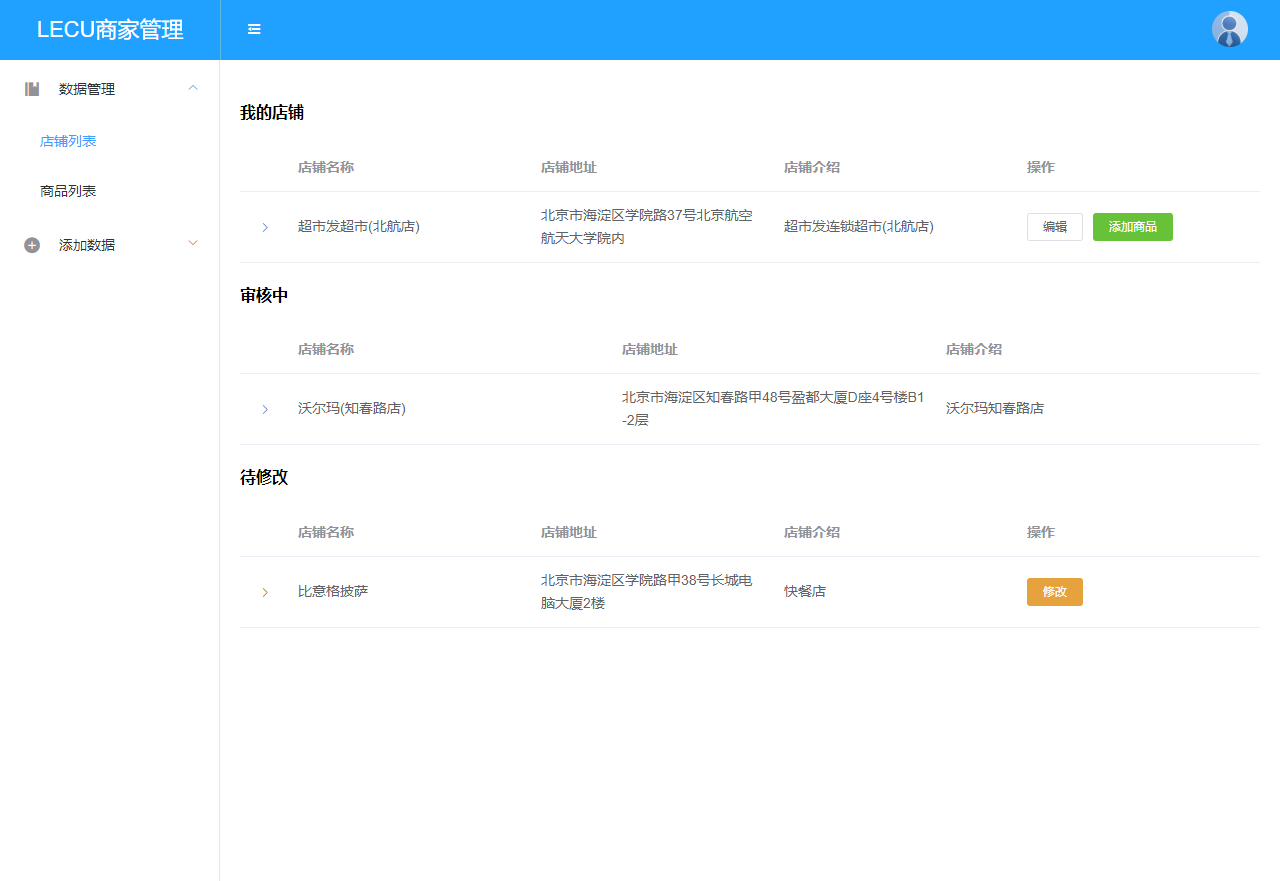 LECU商家管理
数据管理
店铺列表
商品列表
添加数据
我的店铺
店铺名称 店铺地址 店铺介绍 操作
超市发超市(北航店) 北京市海淀区学院路37号北京航空 超市发连锁超市(北航店) 编辑 添加商品
航天大学院内
审核中
店铺名称 店铺地址 店铺介绍
沃尔玛(知春路店) 北京市海淀区知春路甲48号盈都大厦D座4号楼B1 沃尔玛知春路店
-2层
待修改
店铺名称 店铺地址 店铺介绍 操作
比意格披萨 北京市海淀区学院路甲38号长城电 快餐店 修改
脑大厦2楼